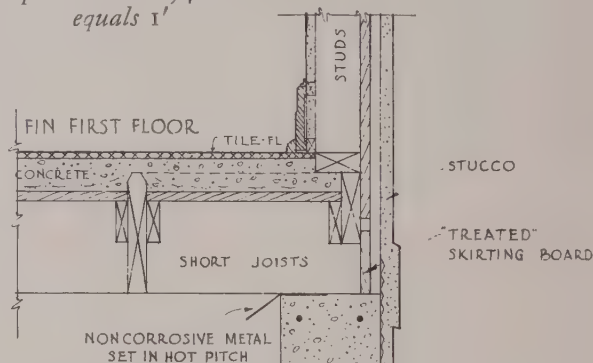 equals 1'
STUDS
FIN FIRST FLOOR
TILE-FL
CONCRETE
STUCCO
"TREATED"
SKIRTING BOARD
SHORT JOISTS
NONCORROSIVE METAL
SET IN HOT PITCH